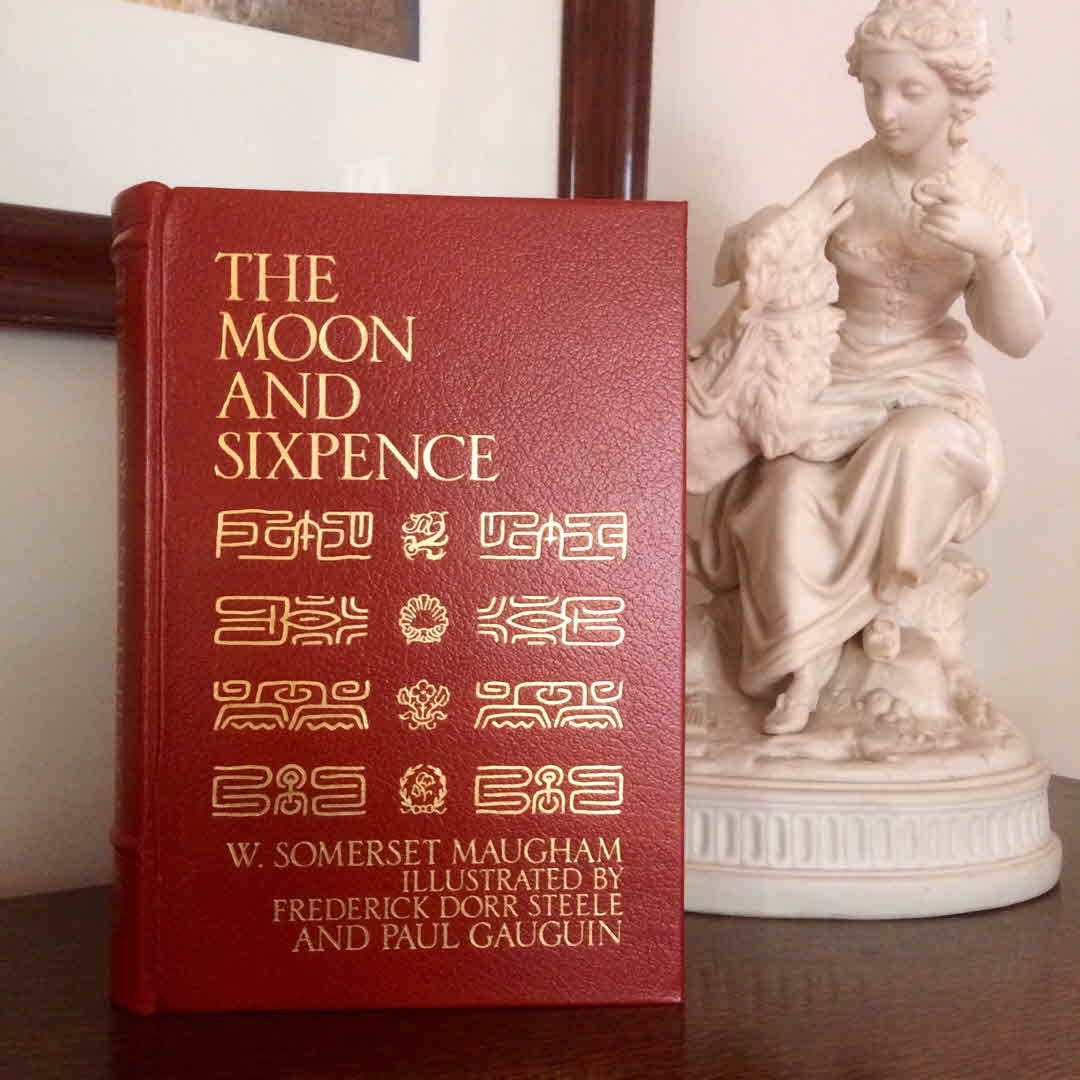 THE
MOON
AND
SIXPENCE
W. SOMERSET MAUGHAM
ILLUSTRATED BY
FREDERICK DORR STEELE
AND PAUL GAUGUIN